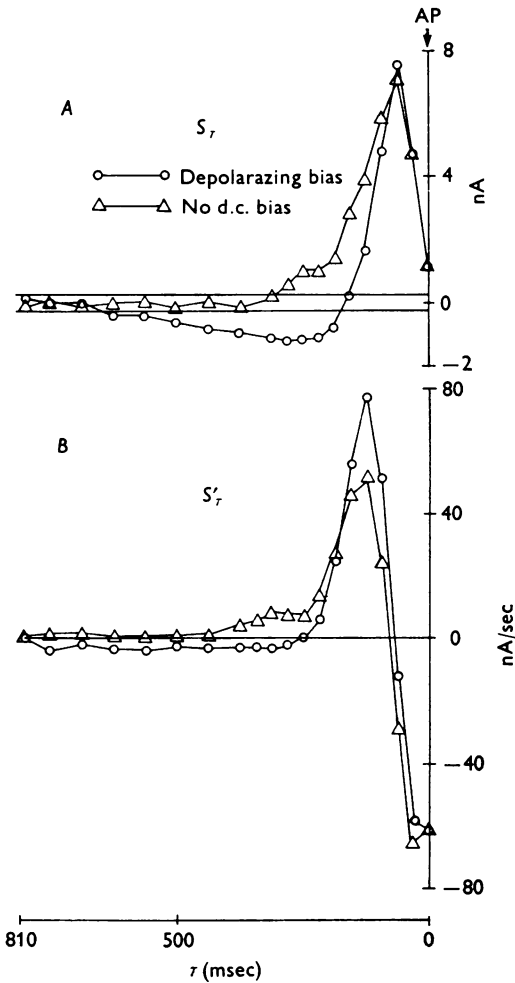 AP
8
A
S_τ
Depolarazing bias
4
nA
No d.c. bias
0
−2
80
B
S′_τ
40
0
nA/sec
−40
−80
810 500 0
τ (msec)